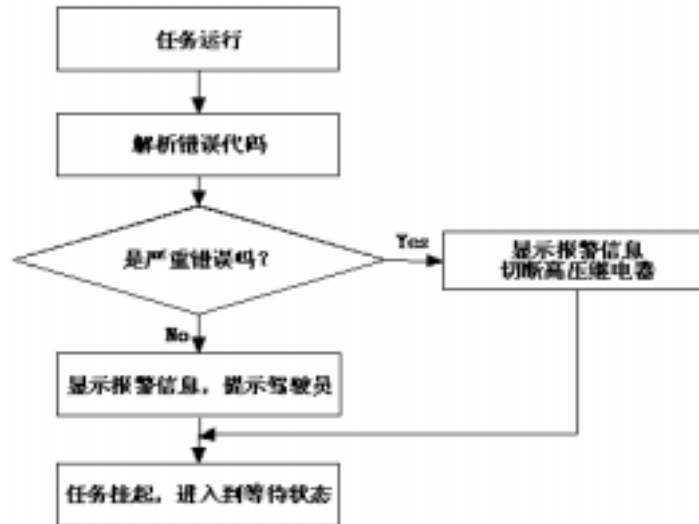 任务运行
解析错误代码
是严重错误吗?
Yes
显示报警信息
切断高压继电器
No
显示报警信息，提示驾驶员
任务挂起，进入到等待状态